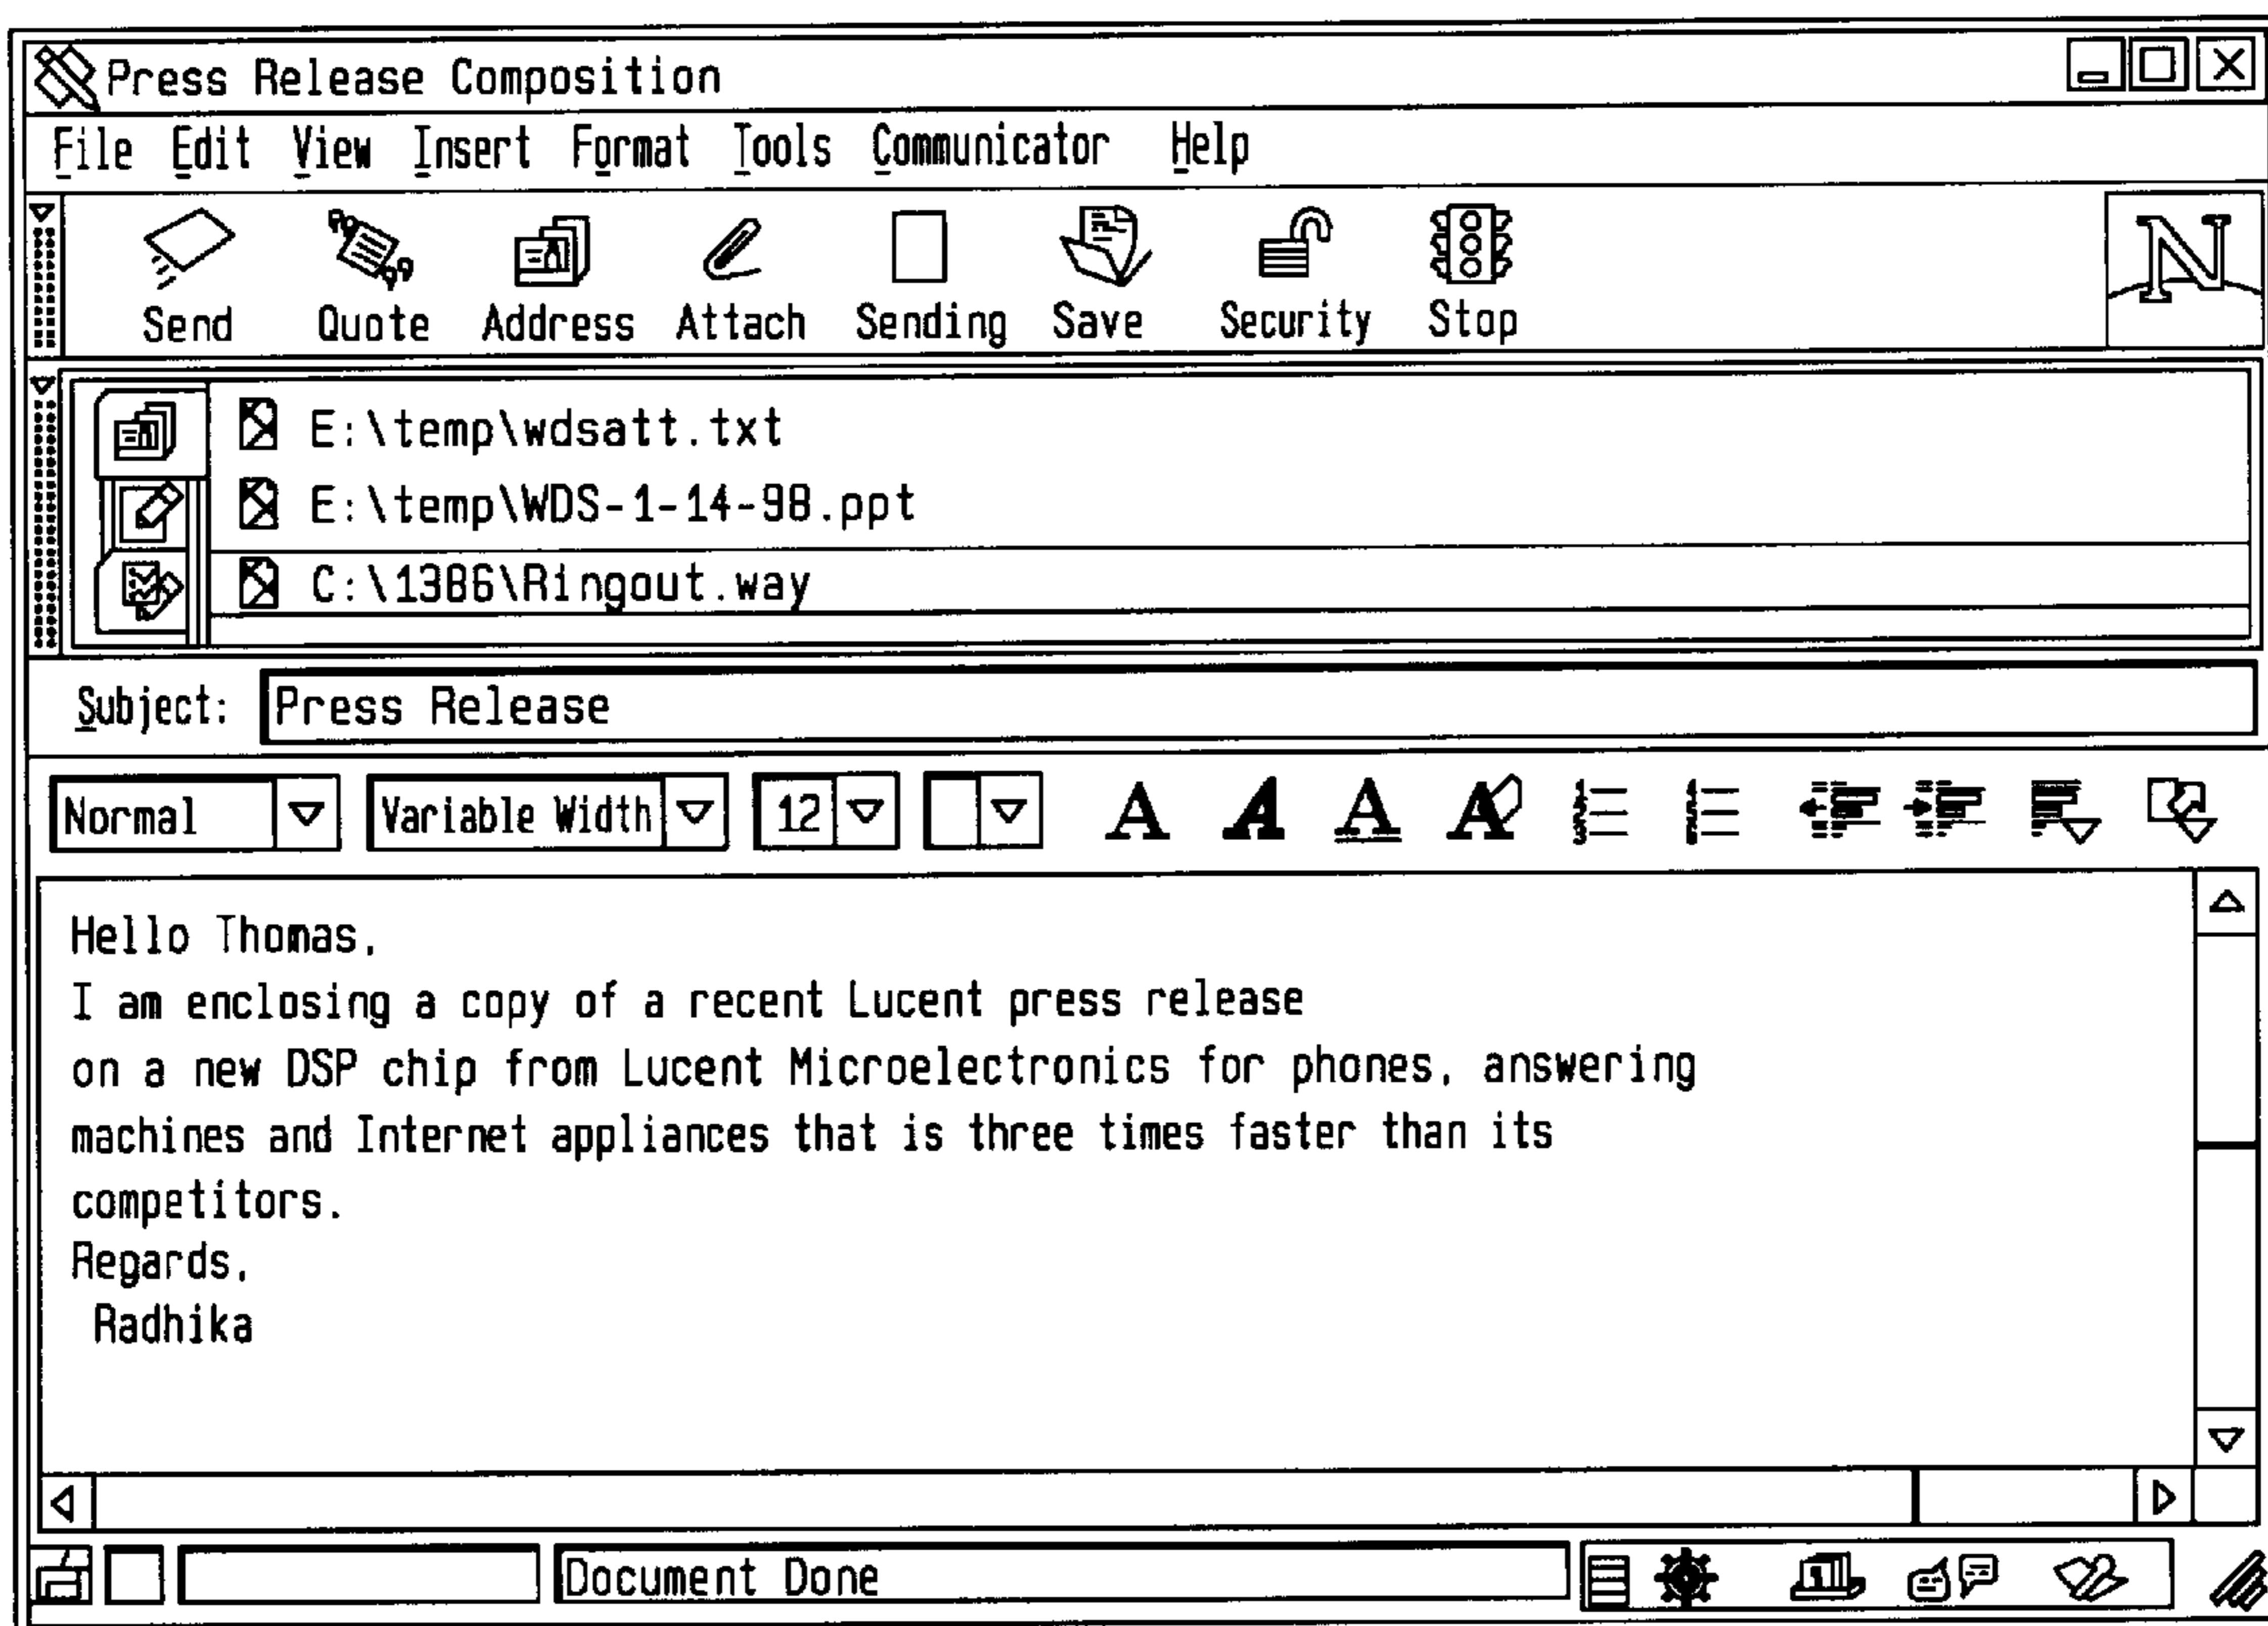 Press Release Composition
File Edit View Insert Format Tools Communicator Help
Send Quote Address Attach Sending Save Security Stop
N
E:\temp\wdsatt.txt
E:\temp\WDS-1-14-98.ppt
C:\1386\Ringout.way
Subject: Press Release
Normal Variable Width 12 A A A A
Hello Thomas,
I am enclosing a copy of a recent Lucent press release
on a new DSP chip from Lucent Microelectronics for phones, answering
machines and Internet appliances that is three times faster than its
competitors.
Regards,
Radhika
Document Done